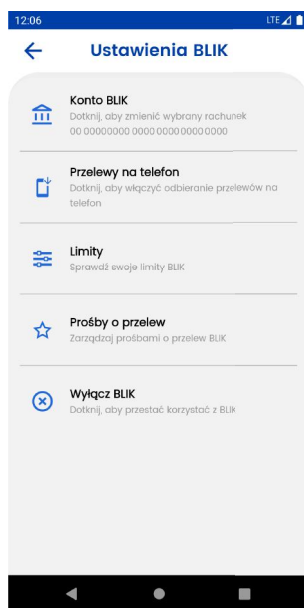 12:06 LTE
Ustawienia BLIK
Konto BLIK
Dotknij, aby zmienić wybrany rachunek
00 00000000 0000 0000 0000 0000
Przelewy na telefon
Dotknij, aby włączyć odbieranie przelewów na
telefon
Limity
Sprawdź swoje limity BLIK
Prośby o przelew
Zarządzaj prośbami o przelew BLIK
Wyłącz BLIK
Dotknij, aby przestać korzystać z BLIK